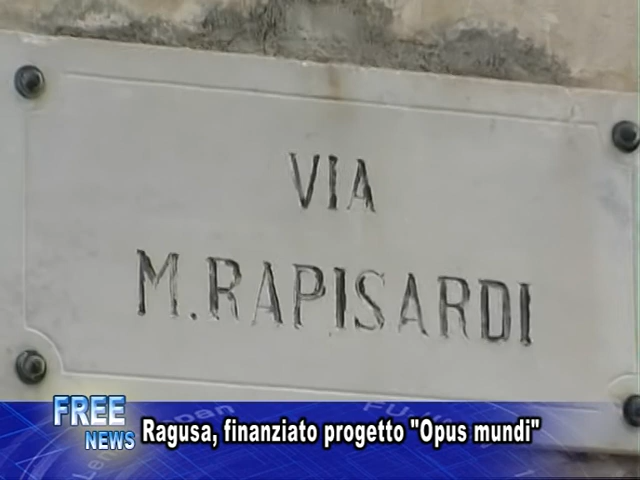 VIA
M. RAPISARDI
FREE
NEWS
Ragusa, finanziato progetto "Opus mundi"